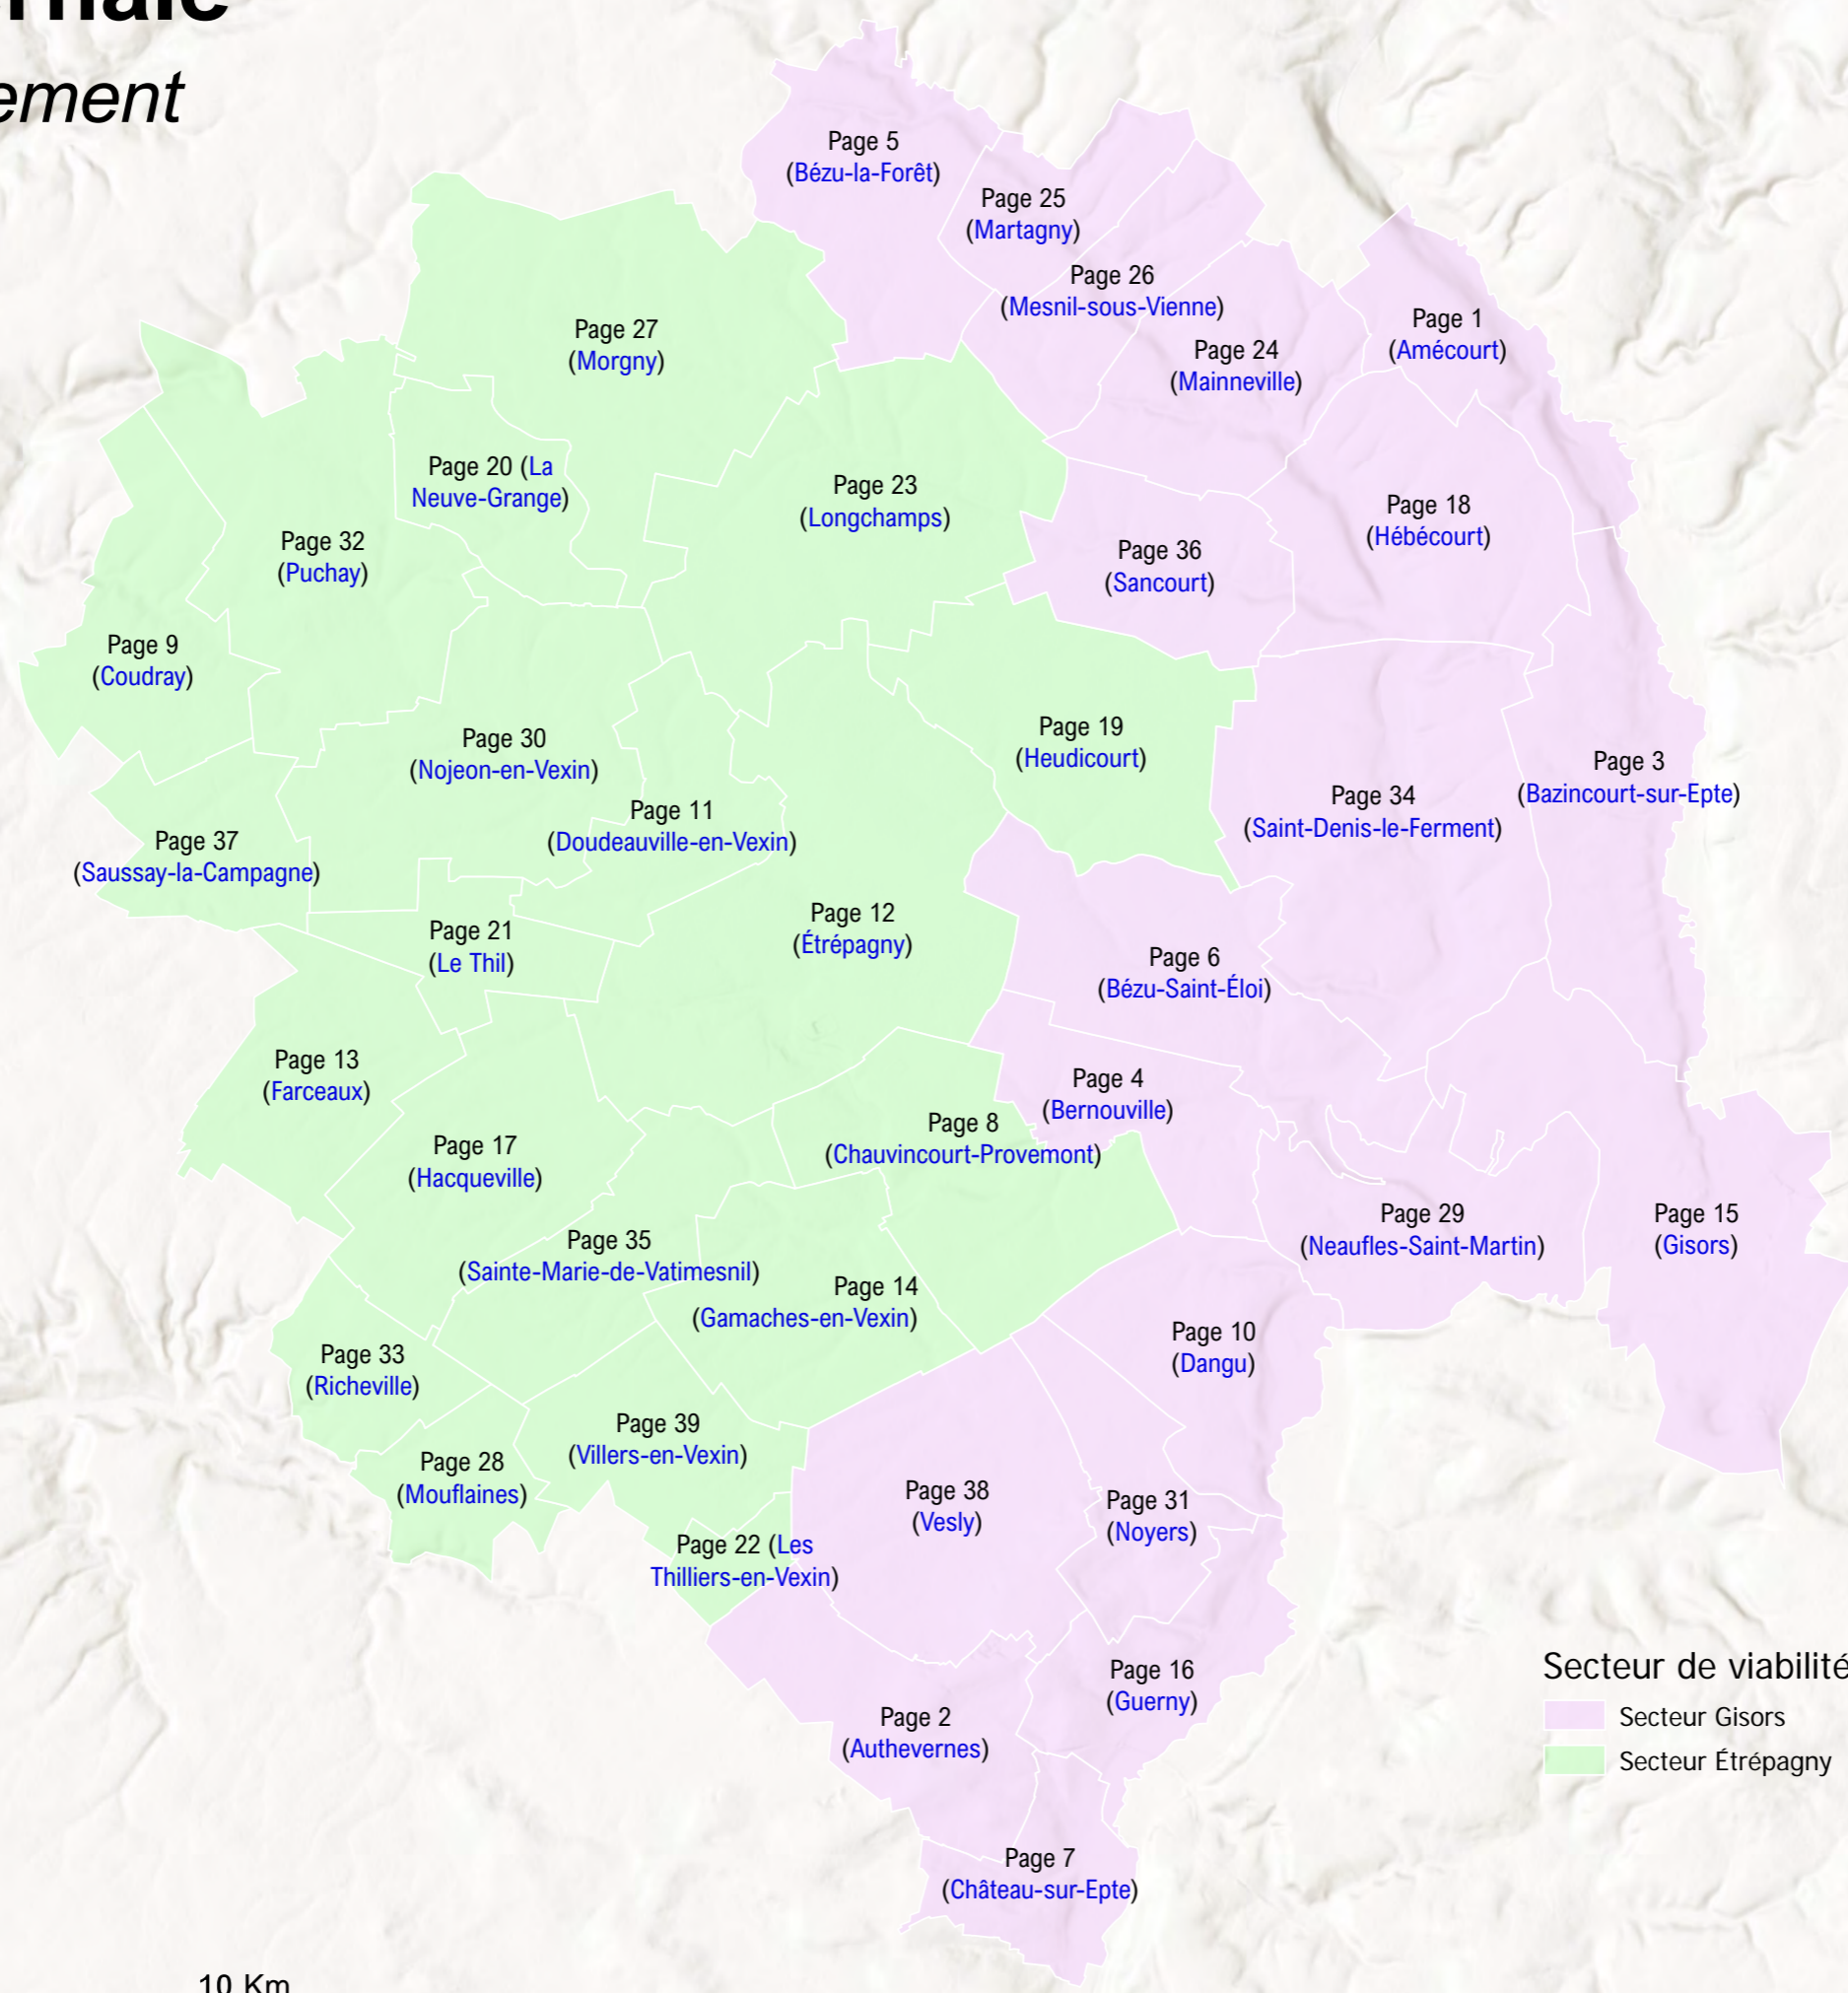 ement
Page 5
(Bézu-la-Forêt)
Page 25
(Martagny)
Page 26
(Mesnil-sous-Vienne)
Page 1
(Amécourt)
Page 27
(Morgny)
Page 24
(Mainneville)
Page 20 (La
Neuve-Grange)
Page 23
(Longchamps)
Page 18
(Hébécourt)
Page 32
(Puchay)
Page 36
(Sancourt)
Page 9
(Coudray)
Page 19
(Heudicourt)
Page 30
(Nojeon-en-Vexin)
Page 3
(Bazincourt-sur-Epte)
Page 34
(Saint-Denis-le-Ferment)
Page 11
(Doudeauville-en-Vexin)
Page 37
(Saussay-la-Campagne)
Page 12
(Étrépagny)
Page 21
(Le Thil)
Page 6
(Bézu-Saint-Éloi)
Page 13
(Farceaux)
Page 4
(Bernouville)
Page 8
(Chauvincourt-Provemont)
Page 17
(Hacqueville)
Page 29
(Neaufles-Saint-Martin)
Page 15
(Gisors)
Page 35
(Sainte-Marie-de-Vatimesnil)
Page 14
(Gamaches-en-Vexin)
Page 10
(Dangu)
Page 33
(Richeville)
Page 39
(Villers-en-Vexin)
Page 28
(Mouflaines)
Page 38
(Vesly)
Page 31
(Noyers)
Page 22 (Les
Thilliers-en-Vexin)
Page 16
(Guerny)
Page 2
(Authevernes)
Page 7
(Château-sur-Epte)
Secteur de viabilité
Secteur Gisors
Secteur Étrépagny
10 Km